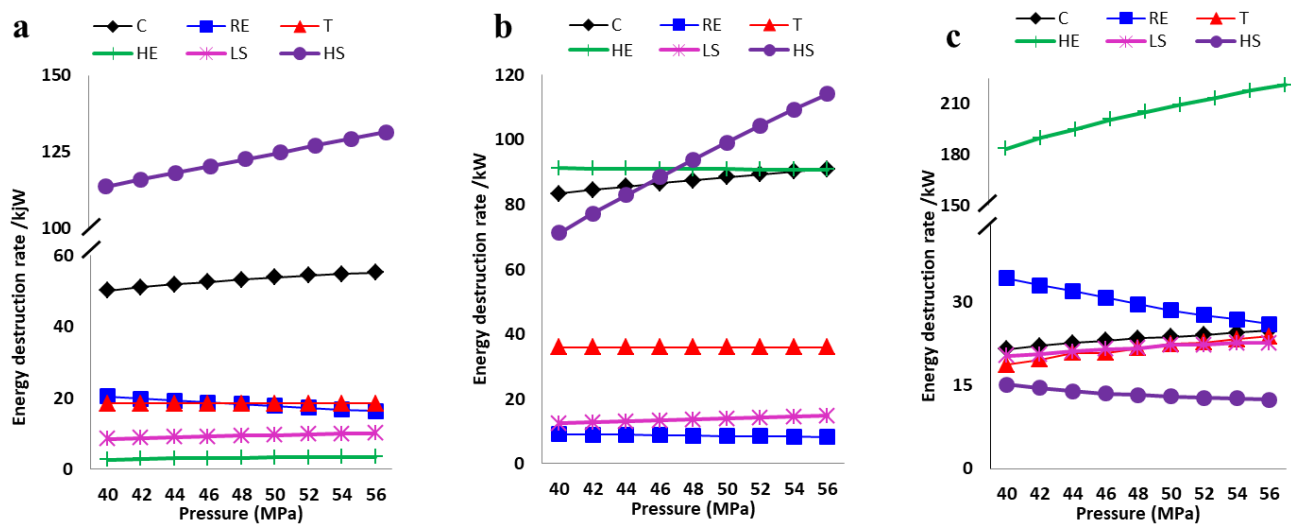 a
C RE T
HE LS HS
150
125
100
60
40
20
0
Energy destruction rate /kjW
40 42 44 46 48 50 52 54 56
Pressure (MPa)
b
C RE T
HE LS HS
120
100
80
60
40
20
0
Energy destruction rate /kW
40 42 44 46 48 50 52 54 56
Pressure (MPa)
c
C RE T
HE LS HS
210
180
150
30
15
0
Energy destruction rate /kW
40 42 44 46 48 50 52 54 56
Pressure (MPa)